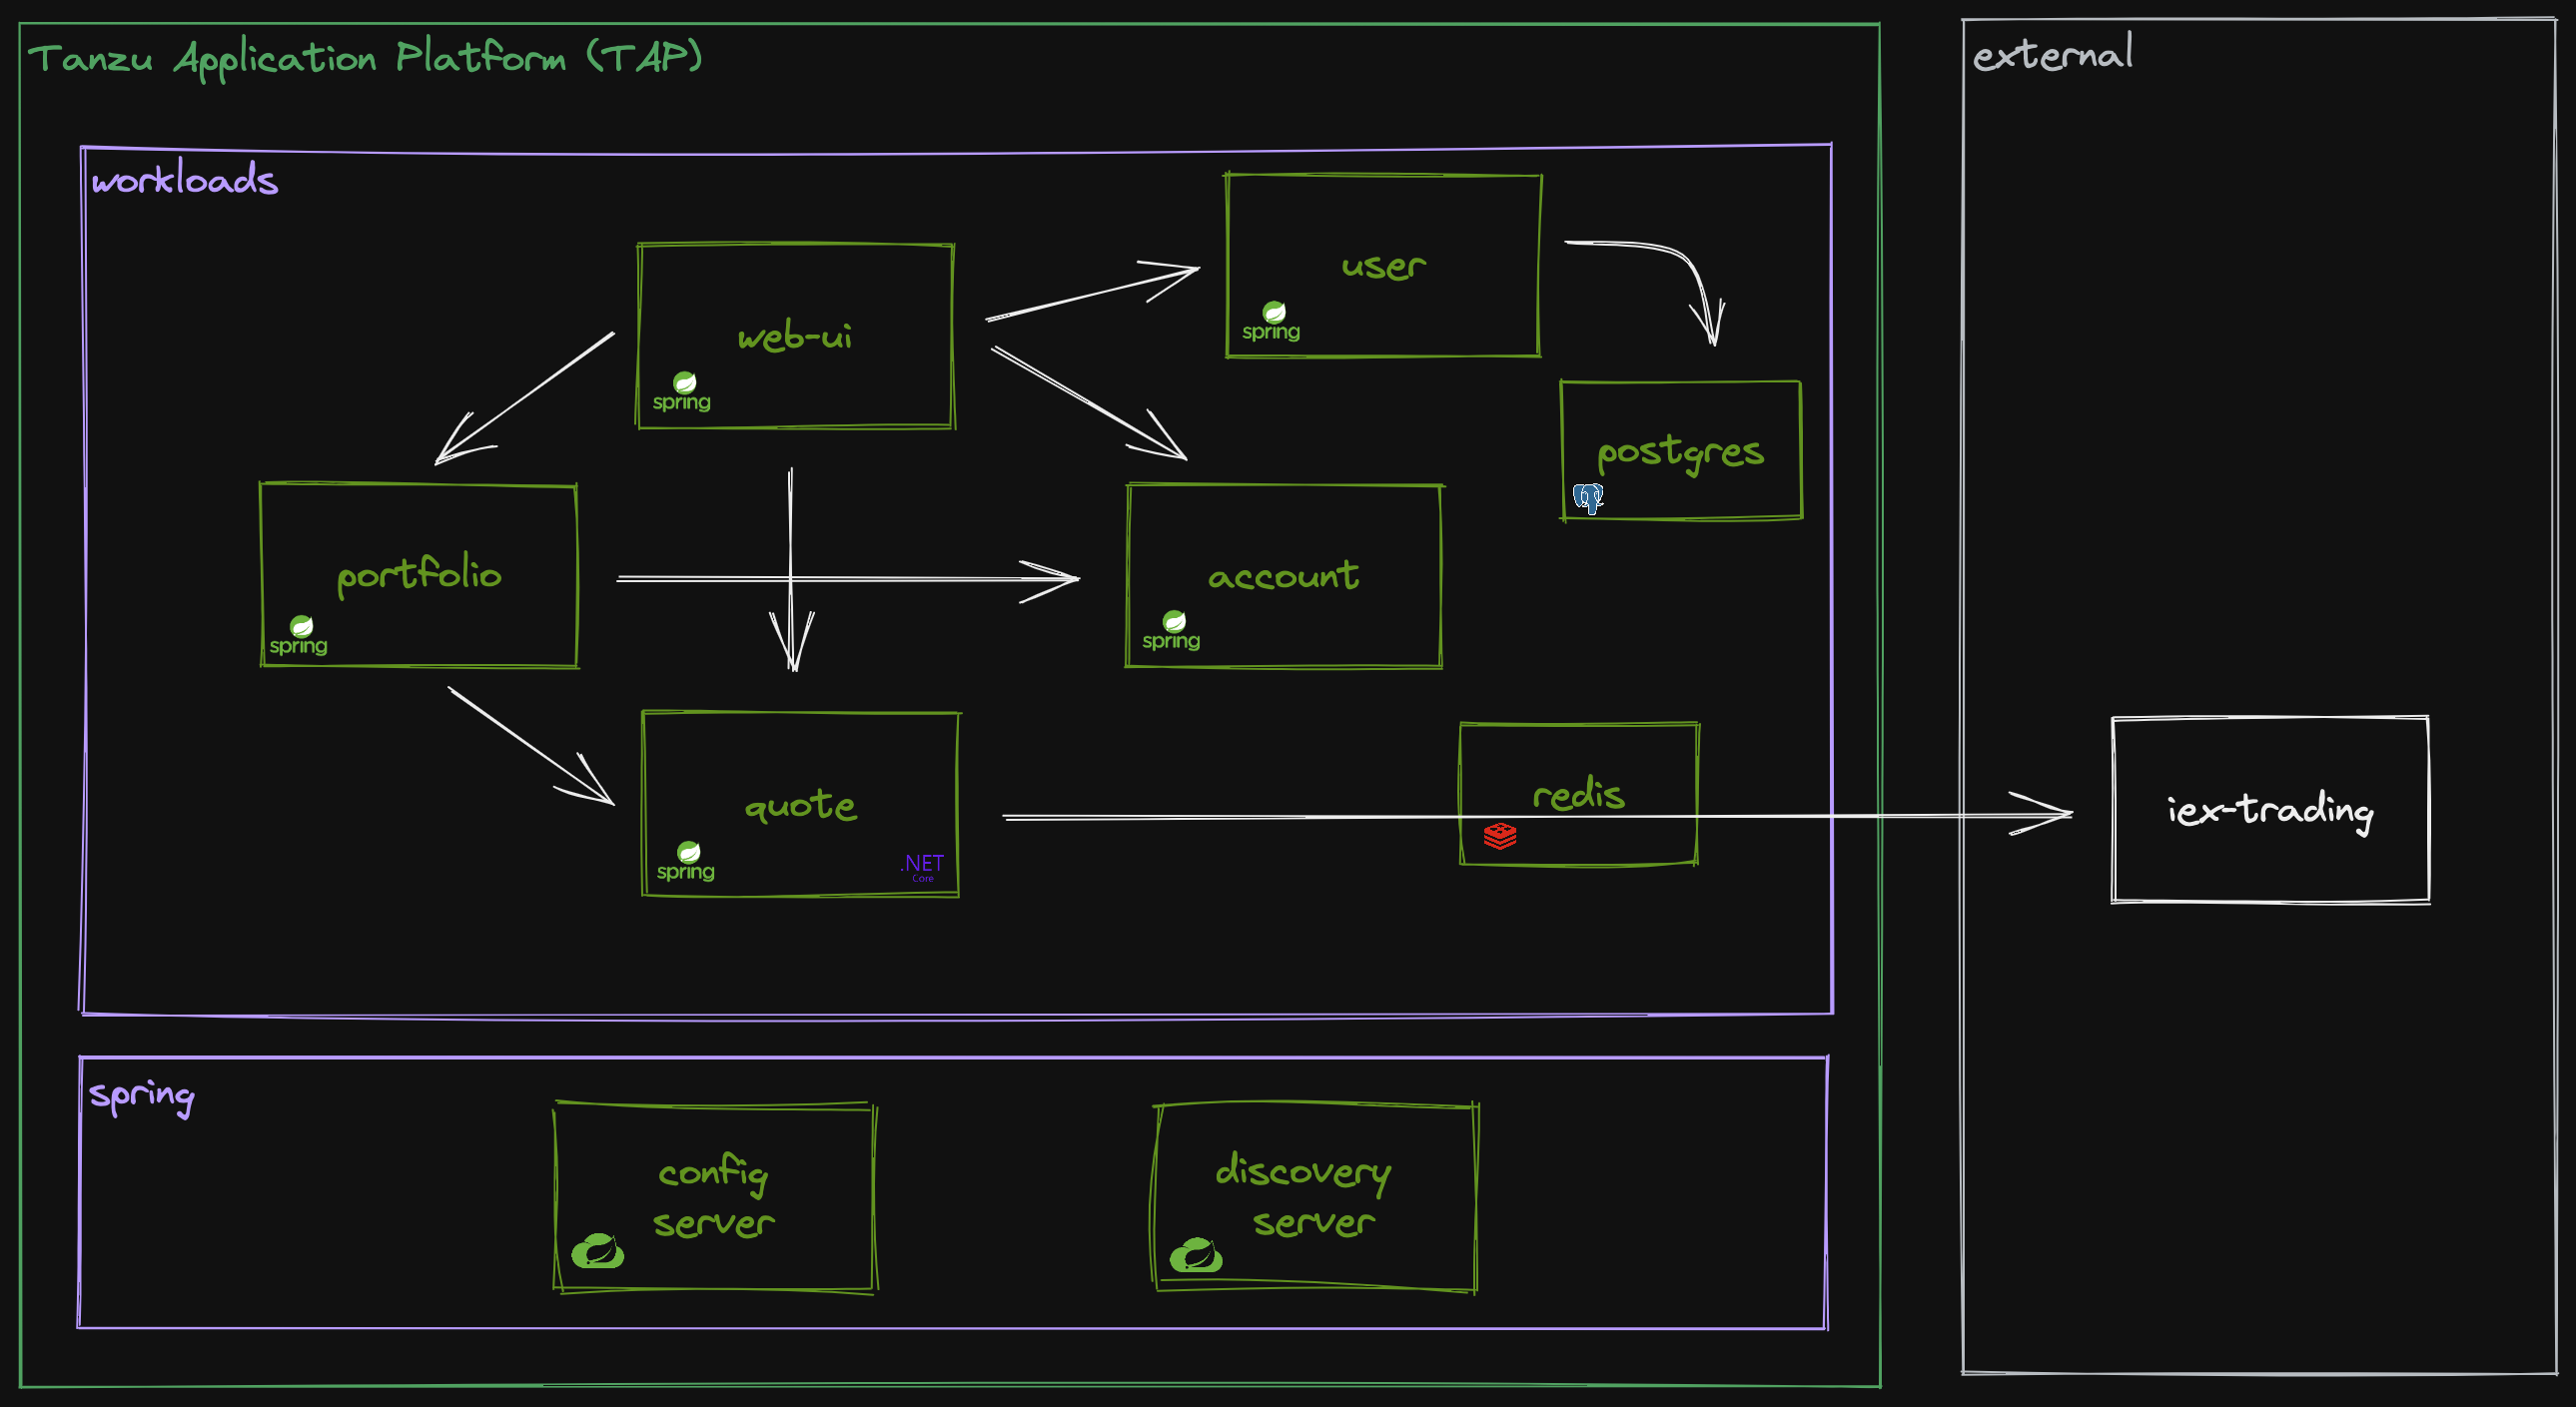 Tanzu Application Platform (TAP)
external
workloads
user
spring
web-ui
spring
postgres
portfolio
spring
account
spring
quote
spring
.NET
Core
redis
iex-trading
spring
config
server
discovery
server